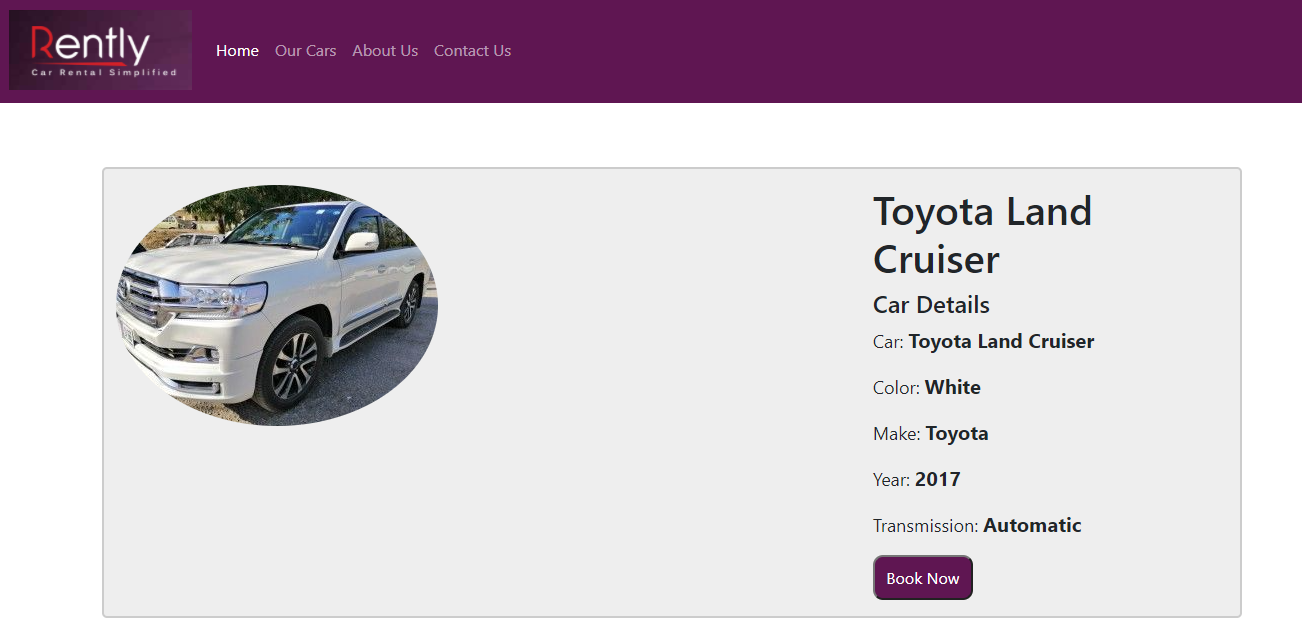 Rently
Car Rental Simplified
Home Our Cars About Us Contact Us
Toyota Land
Cruiser
Car Details
Car: Toyota Land Cruiser
Color: White
Make: Toyota
Year: 2017
Transmission: Automatic
Book Now